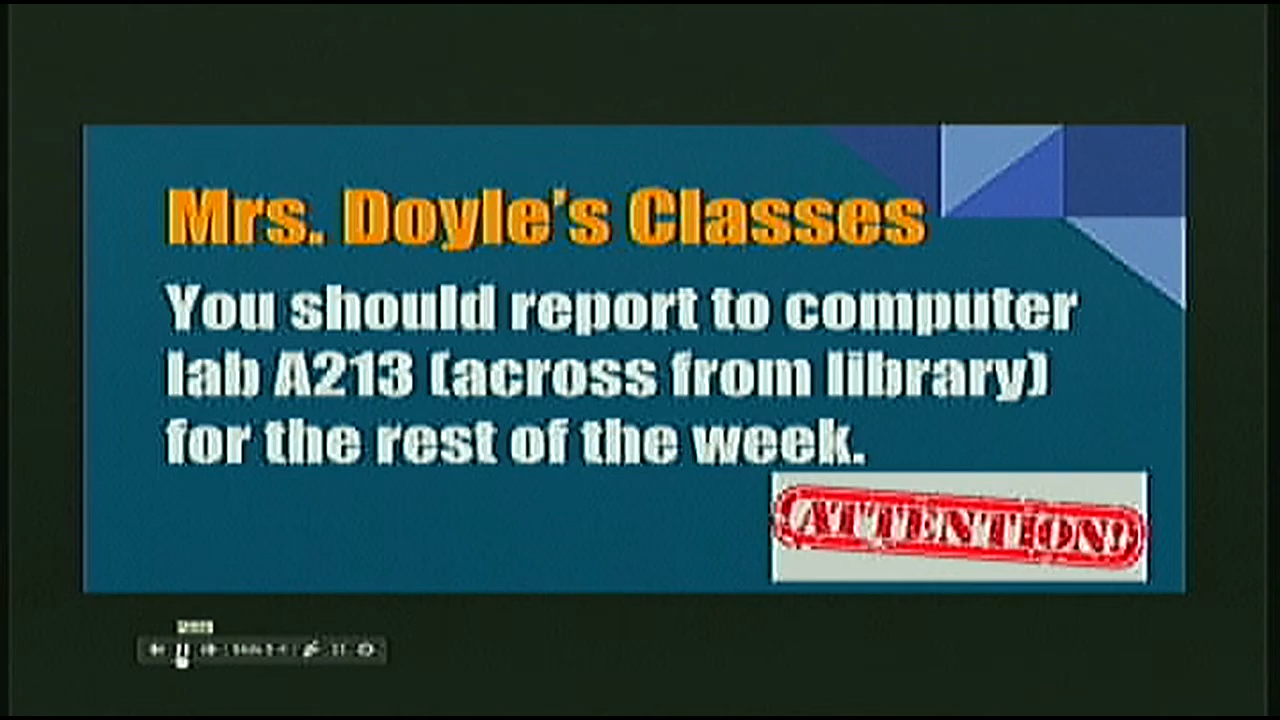 Mrs. Doyle's Classes
You should report to computer
lab A213 (across from library)
for the rest of the week.
ATTENTION!